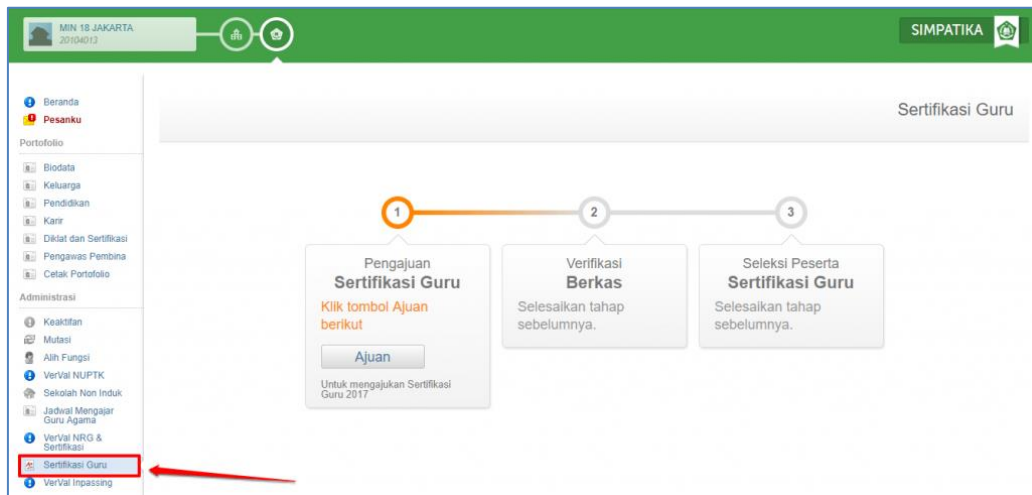 MIN 18 JAKARTA
20104013
SIMPATIKA
Beranda
Pesanku
Portofolio
Biodata
Keluarga
Pendidikan
Karir
Diklat dan Sertifikasi
Pengawas Pembina
Cetak Portofolio
Administrasi
Keaktifan
Mutasi
Alih Fungsi
VerVal NUPTK
Sekolah Non Induk
Jadwal Mengajar
Guru Agama
VerVal NRG &
Sertifikasi
Sertifikasi Guru
VerVal Inpassing
Sertifikasi Guru
1
Pengajuan
Sertifikasi Guru
Klik tombol Ajuan
berikut
Ajuan
Untuk mengajukan Sertifikasi
Guru 2017
2
Verifikasi
Berkas
Selesaikan tahap
sebelumnya.
3
Seleksi Peserta
Sertifikasi Guru
Selesaikan tahap
sebelumnya.